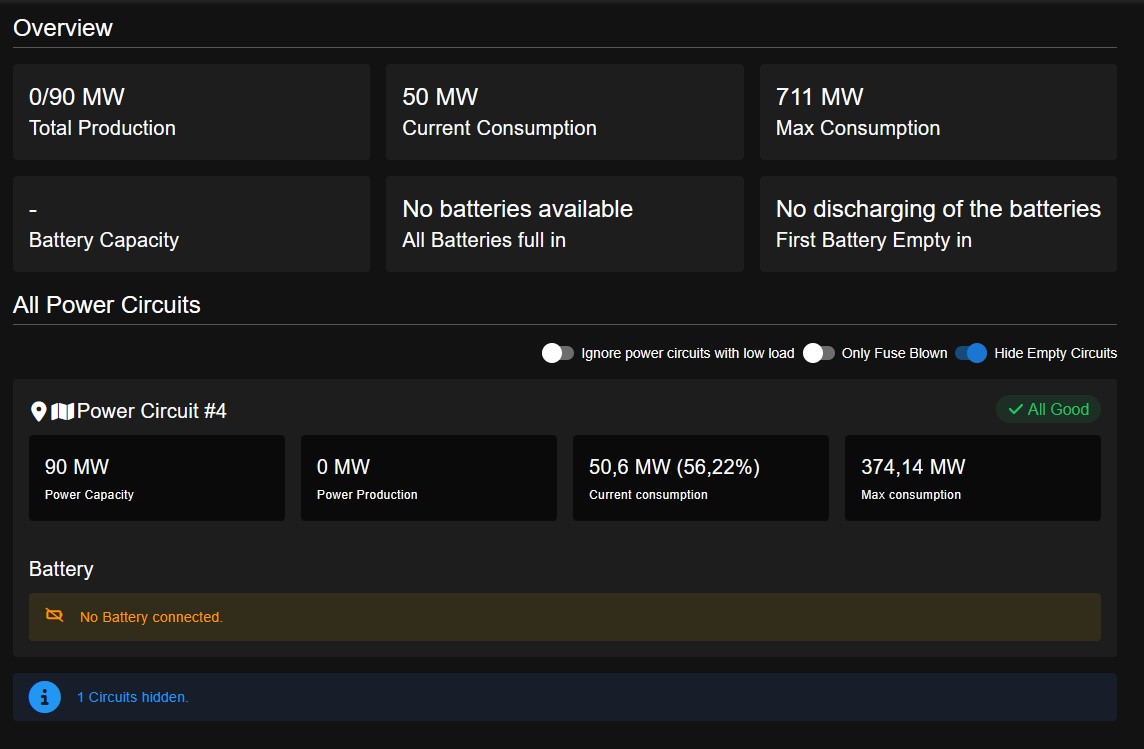 Overview
0/90 MW
Total Production
50 MW
Current Consumption
711 MW
Max Consumption
-
Battery Capacity
No batteries available
All Batteries full in
No discharging of the batteries
First Battery Empty in
All Power Circuits
Ignore power circuits with low load
Only Fuse Blown
Hide Empty Circuits
Power Circuit #4
All Good
90 MW
Power Capacity
0 MW
Power Production
50,6 MW (56,22%)
Current consumption
374,14 MW
Max consumption
Battery
No Battery connected.
1 Circuits hidden.